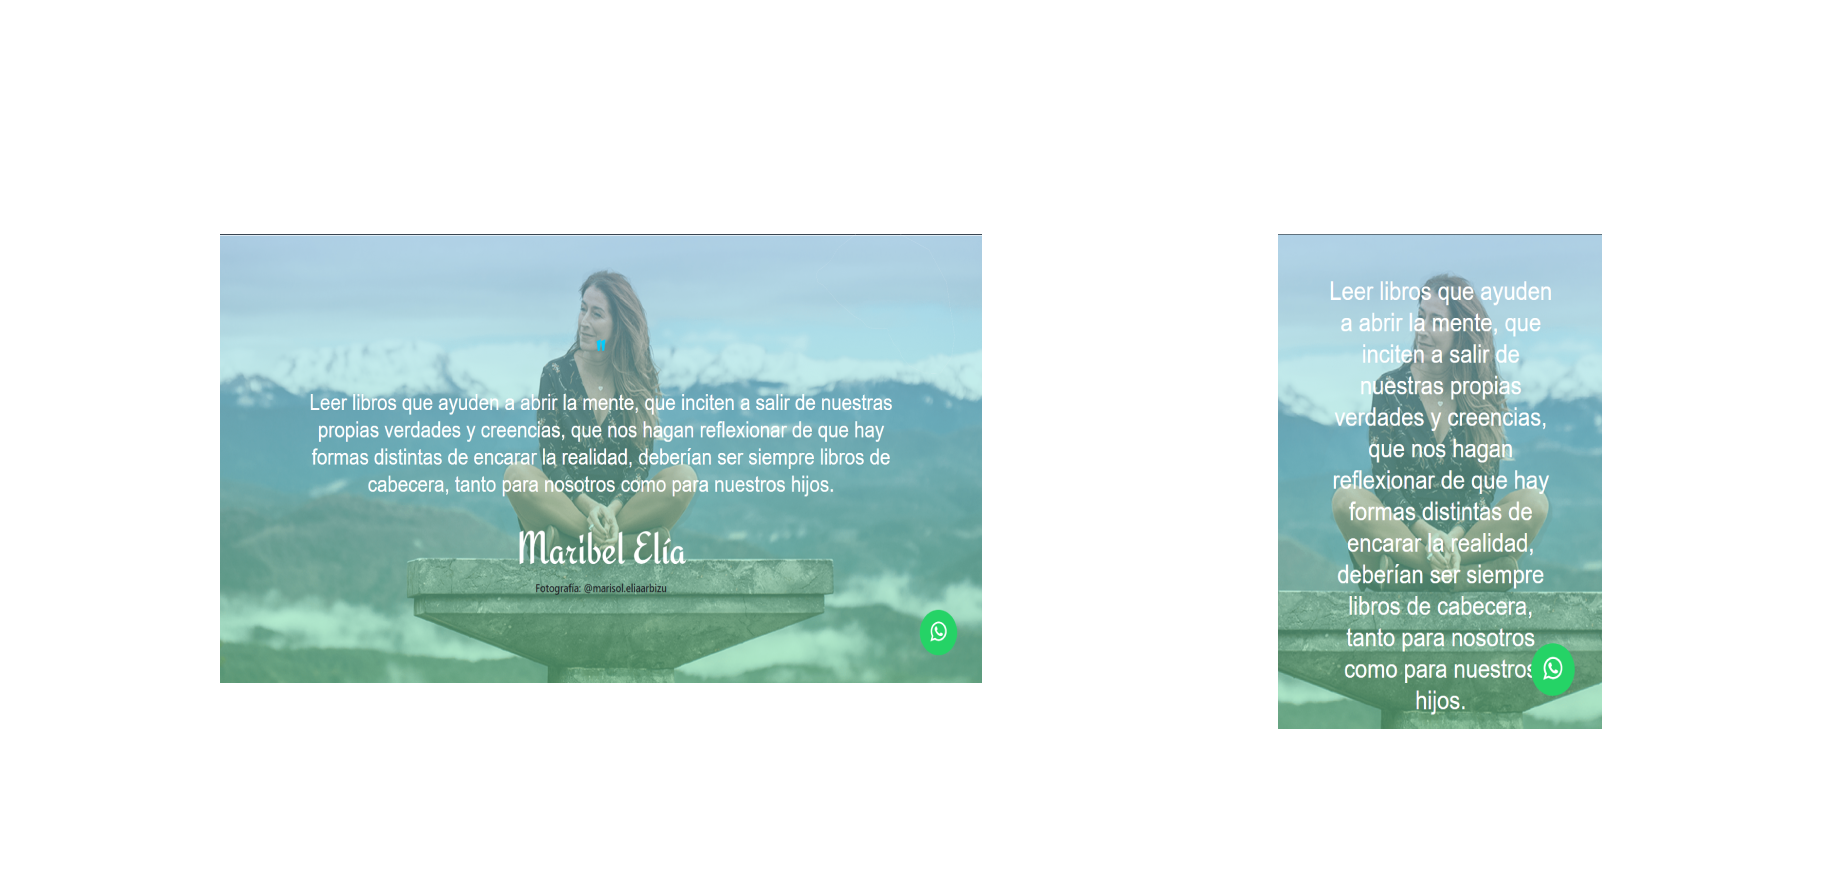 "
Leer libros que ayuden a abrir la mente, que inciten a salir de nuestras
propias verdades y creencias, que nos hagan reflexionar de que hay
formas distintas de encarar la realidad, deberían ser siempre libros de
cabecera, tanto para nosotros como para nuestros hijos.
Maribel Elía
Fotografía: @marisol.eliaarbizu
Leer libros que ayuden
a abrir la mente, que
inciten a salir de
nuestras propias
verdades y creencias,
que nos hagan
reflexionar de que hay
formas distintas de
encarar la realidad,
deberían ser siempre
libros de cabecera,
tanto para nosotros
como para nuestros
hijos.